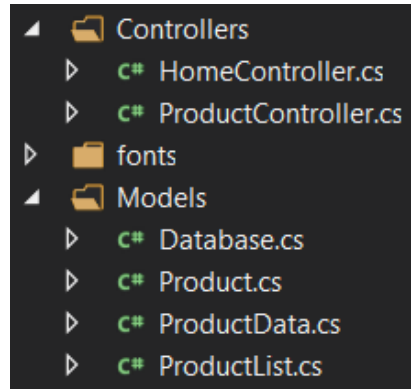 Controllers
C# HomeController.cs
C# ProductController.cs
fonts
Models
C# Database.cs
C# Product.cs
C# ProductData.cs
C# ProductList.cs